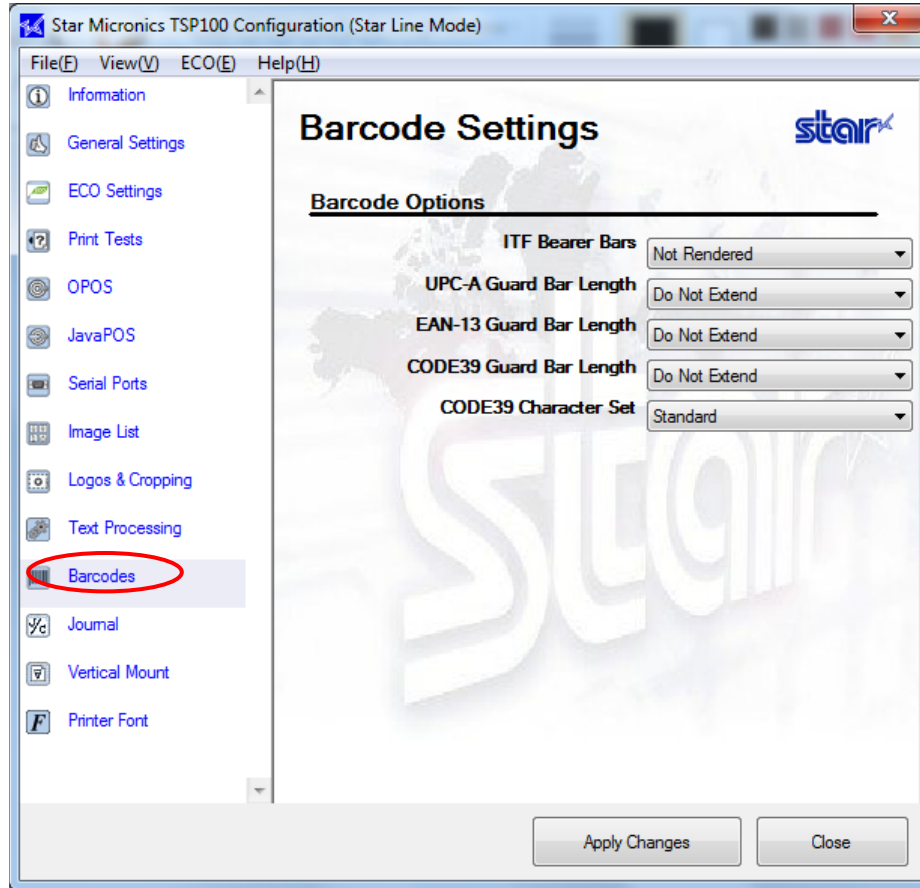 Star Micronics TSP100 Configuration (Star Line Mode)
File(F) View(V) ECO(E) Help(H)
Information
General Settings
ECO Settings
Print Tests
OPOS
JavaPOS
Serial Ports
Image List
Logos & Cropping
Text Processing
Barcodes
Journal
Vertical Mount
Printer Font
Barcode Settings
star
Barcode Options
ITF Bearer Bars Not Rendered
UPC-A Guard Bar Length Do Not Extend
EAN-13 Guard Bar Length Do Not Extend
CODE39 Guard Bar Length Do Not Extend
CODE39 Character Set Standard
star
Apply Changes Close